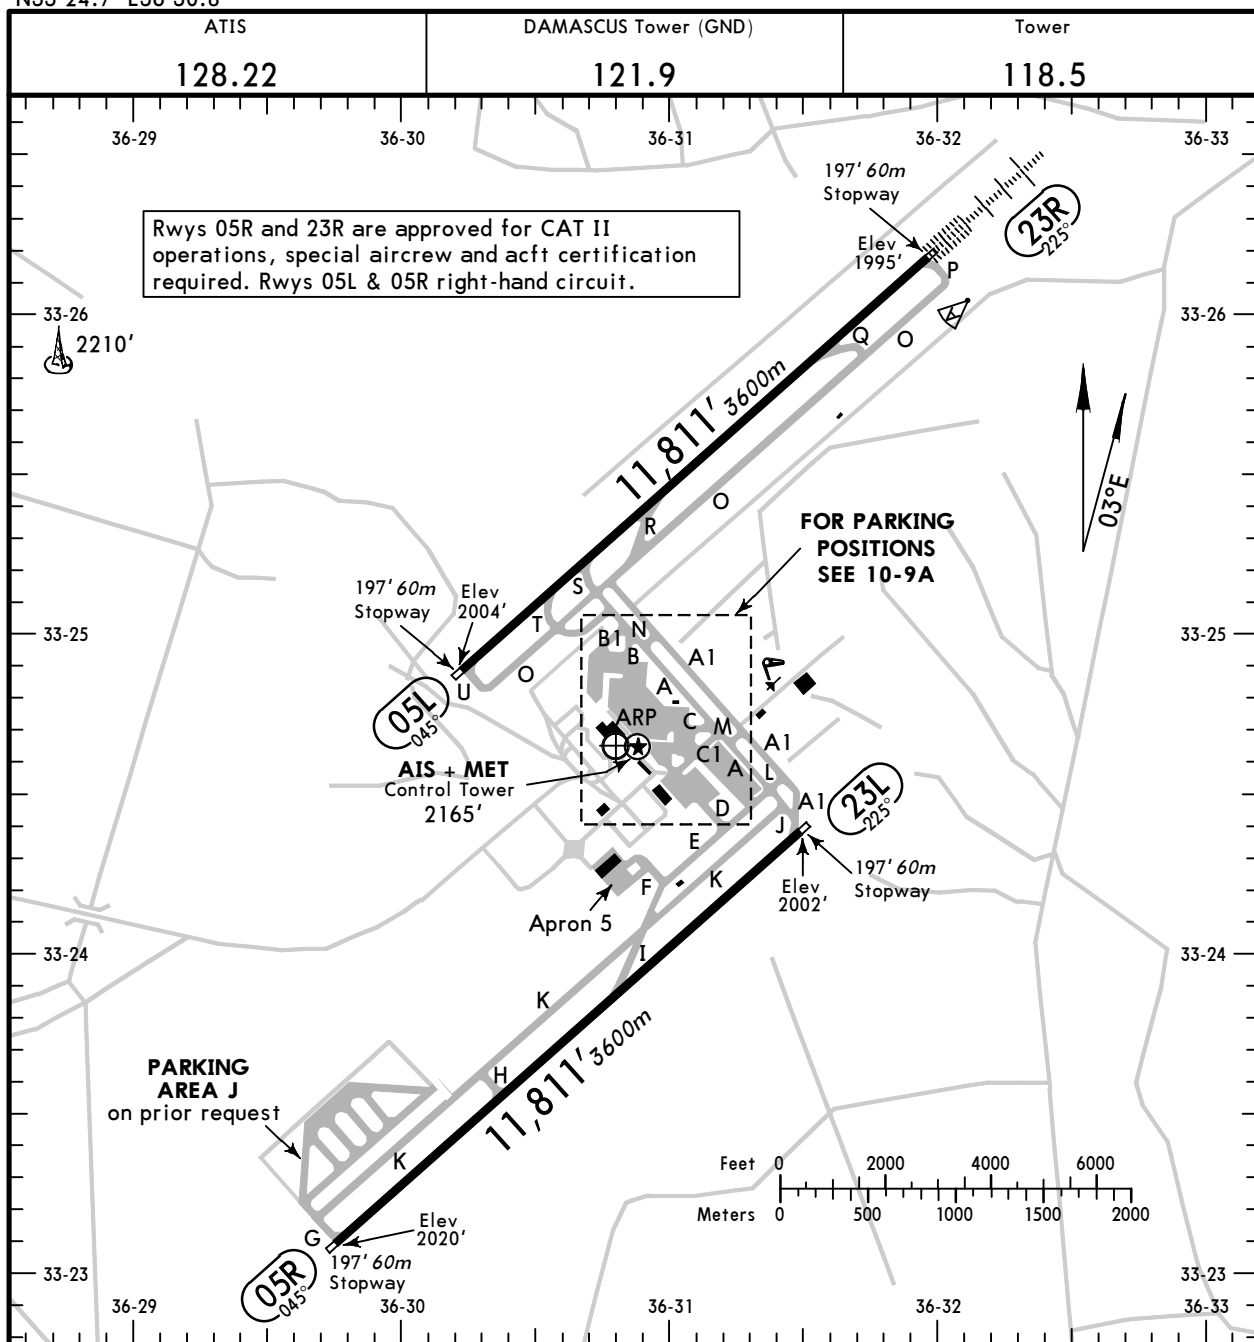 N33 24.7 E36 30.8
ATIS
128.22
DAMASCUS Tower (GND)
121.9
Tower
118.5
36-29
36-30
36-31
36-32
36-33
197' 60m
Stopway
23R
225°
Elev
1995'
P
Rwys 05R and 23R are approved for CAT II
operations, special aircrew and acft certification
required. Rwys 05L & 05R right-hand circuit.
33-26
33-26
2210'
A
Q
O
11,811' 3600m
O
R
03°E
FOR PARKING
POSITIONS
SEE 10-9A
197' 60m
Stopway
Elev
2004'
S
T
33-25
33-25
B1
N
B
A1
U
O
A
05L
045°
ARP
C
M
A1
C1
A
L
AIS + MET
Control Tower
2165'
D
A1
23L
225°
J
E
K
F
Elev
2002'
197' 60m
Stopway
Apron 5
I
33-24
33-24
K
11,811' 3600m
H
PARKING
AREA J
on prior request
K
Feet
0
2000
4000
6000
Meters
0
500
1000
1500
2000
G
Elev
2020'
197' 60m
Stopway
05R
045°
33-23
33-23
36-29
36-30
36-31
36-32
36-33